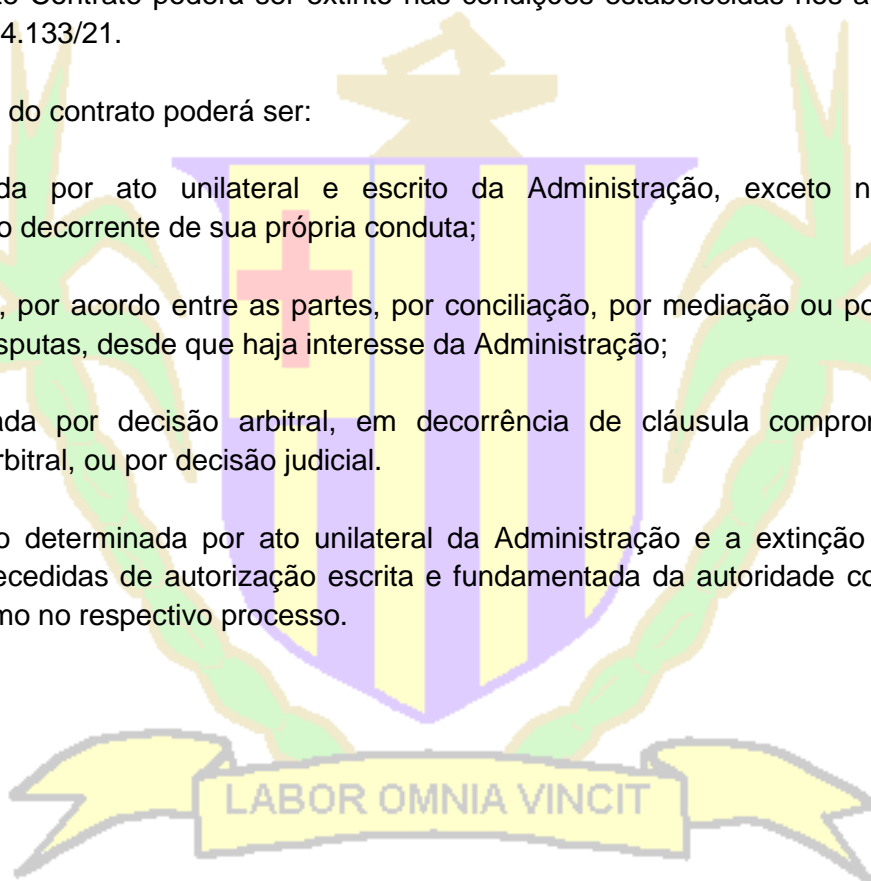 Contrato poderá ser extinto nas condições estabelecidas nos a
4.133/21.
do contrato poderá ser:
da por ato unilateral e escrito da Administração, exceto n
o decorrente de sua própria conduta;
, por acordo entre as partes, por conciliação, por mediação ou po
sputas, desde que haja interesse da Administração;
ada por decisão arbitral, em decorrência de cláusula compro
rbitral, ou por decisão judicial.
o determinada por ato unilateral da Administração e a extinção
ecedidas de autorização escrita e fundamentada da autoridade co
mo no respectivo processo.
LABOR OMNIA VINCIT